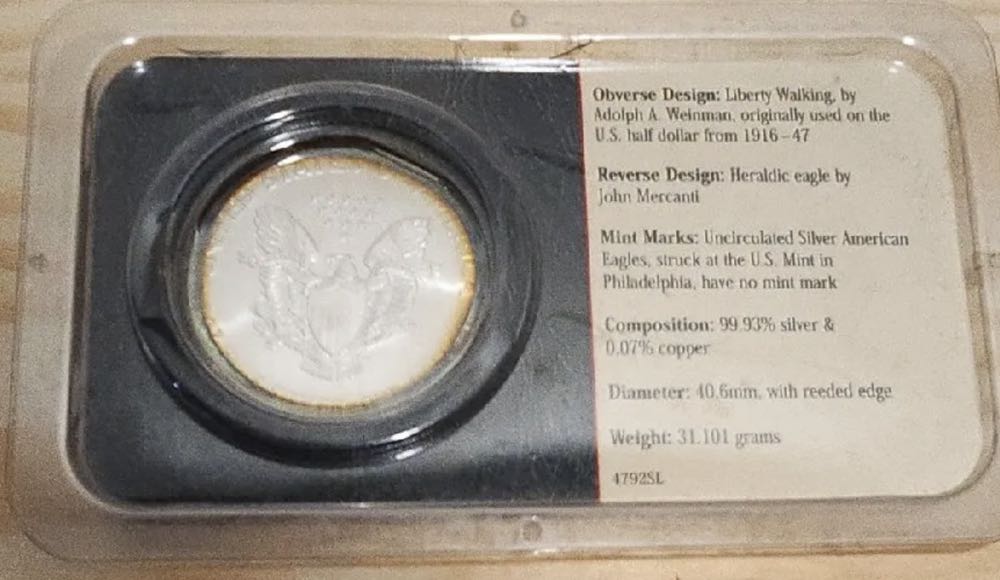 Obverse Design: Liberty Walking, by
Adolph A. Weinman, originally used on the
U.S. half dollar from 1916–47
Reverse Design: Heraldic eagle by
John Mercanti
Mint Marks: Uncirculated Silver American
Eagles, struck at the U.S. Mint in
Philadelphia, have no mint mark
Composition: 99.93% silver &
0.07% copper
Diameter: 40.6mm, with reeded edge
Weight: 31.101 grams
4792SL